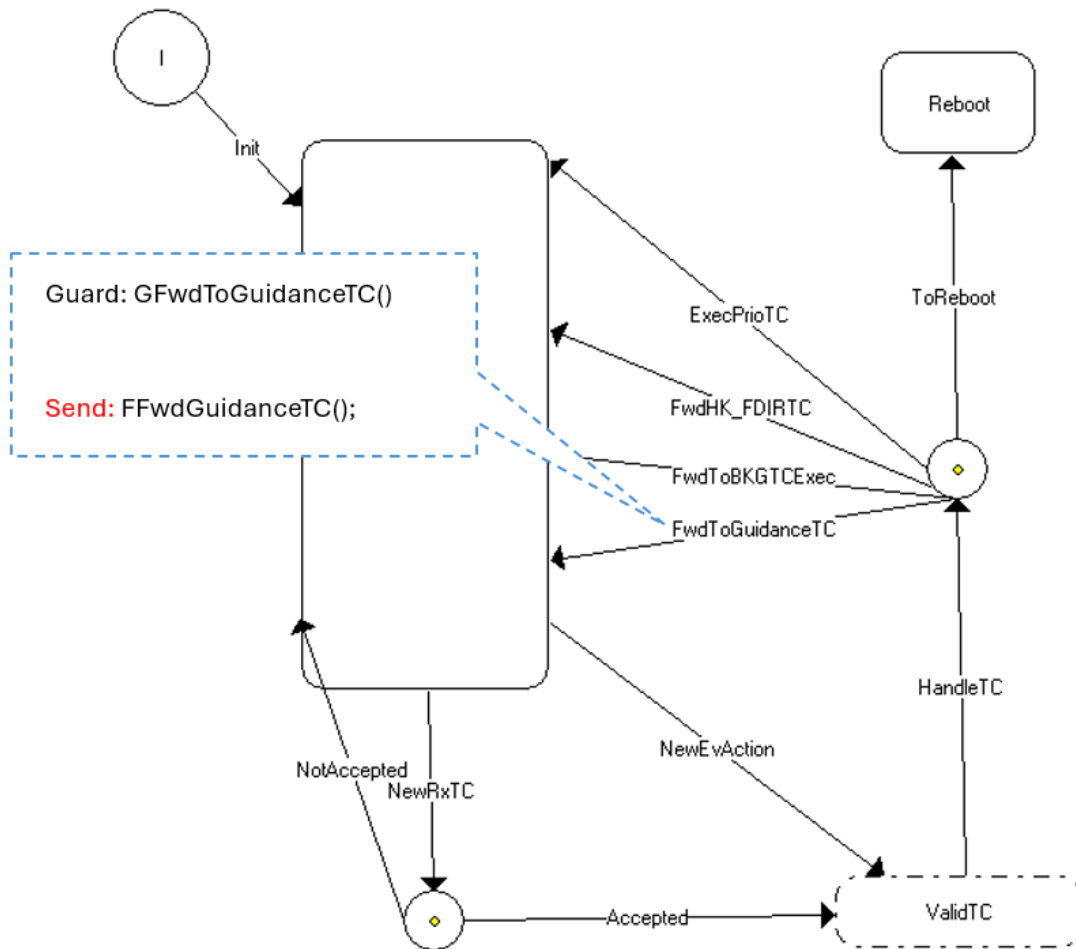 I
Reboot
Init
Guard: GFwdToGuidanceTC()
ToReboot
ExecPrioTC
Send: FFwdGuidanceTC();
FwdHK_FDIRTC
FwdToBKGTCExec
FwdToGuidanceTC
HandleTC
NewEvAction
NotAccepted
NewRxTC
Accepted
ValidTC